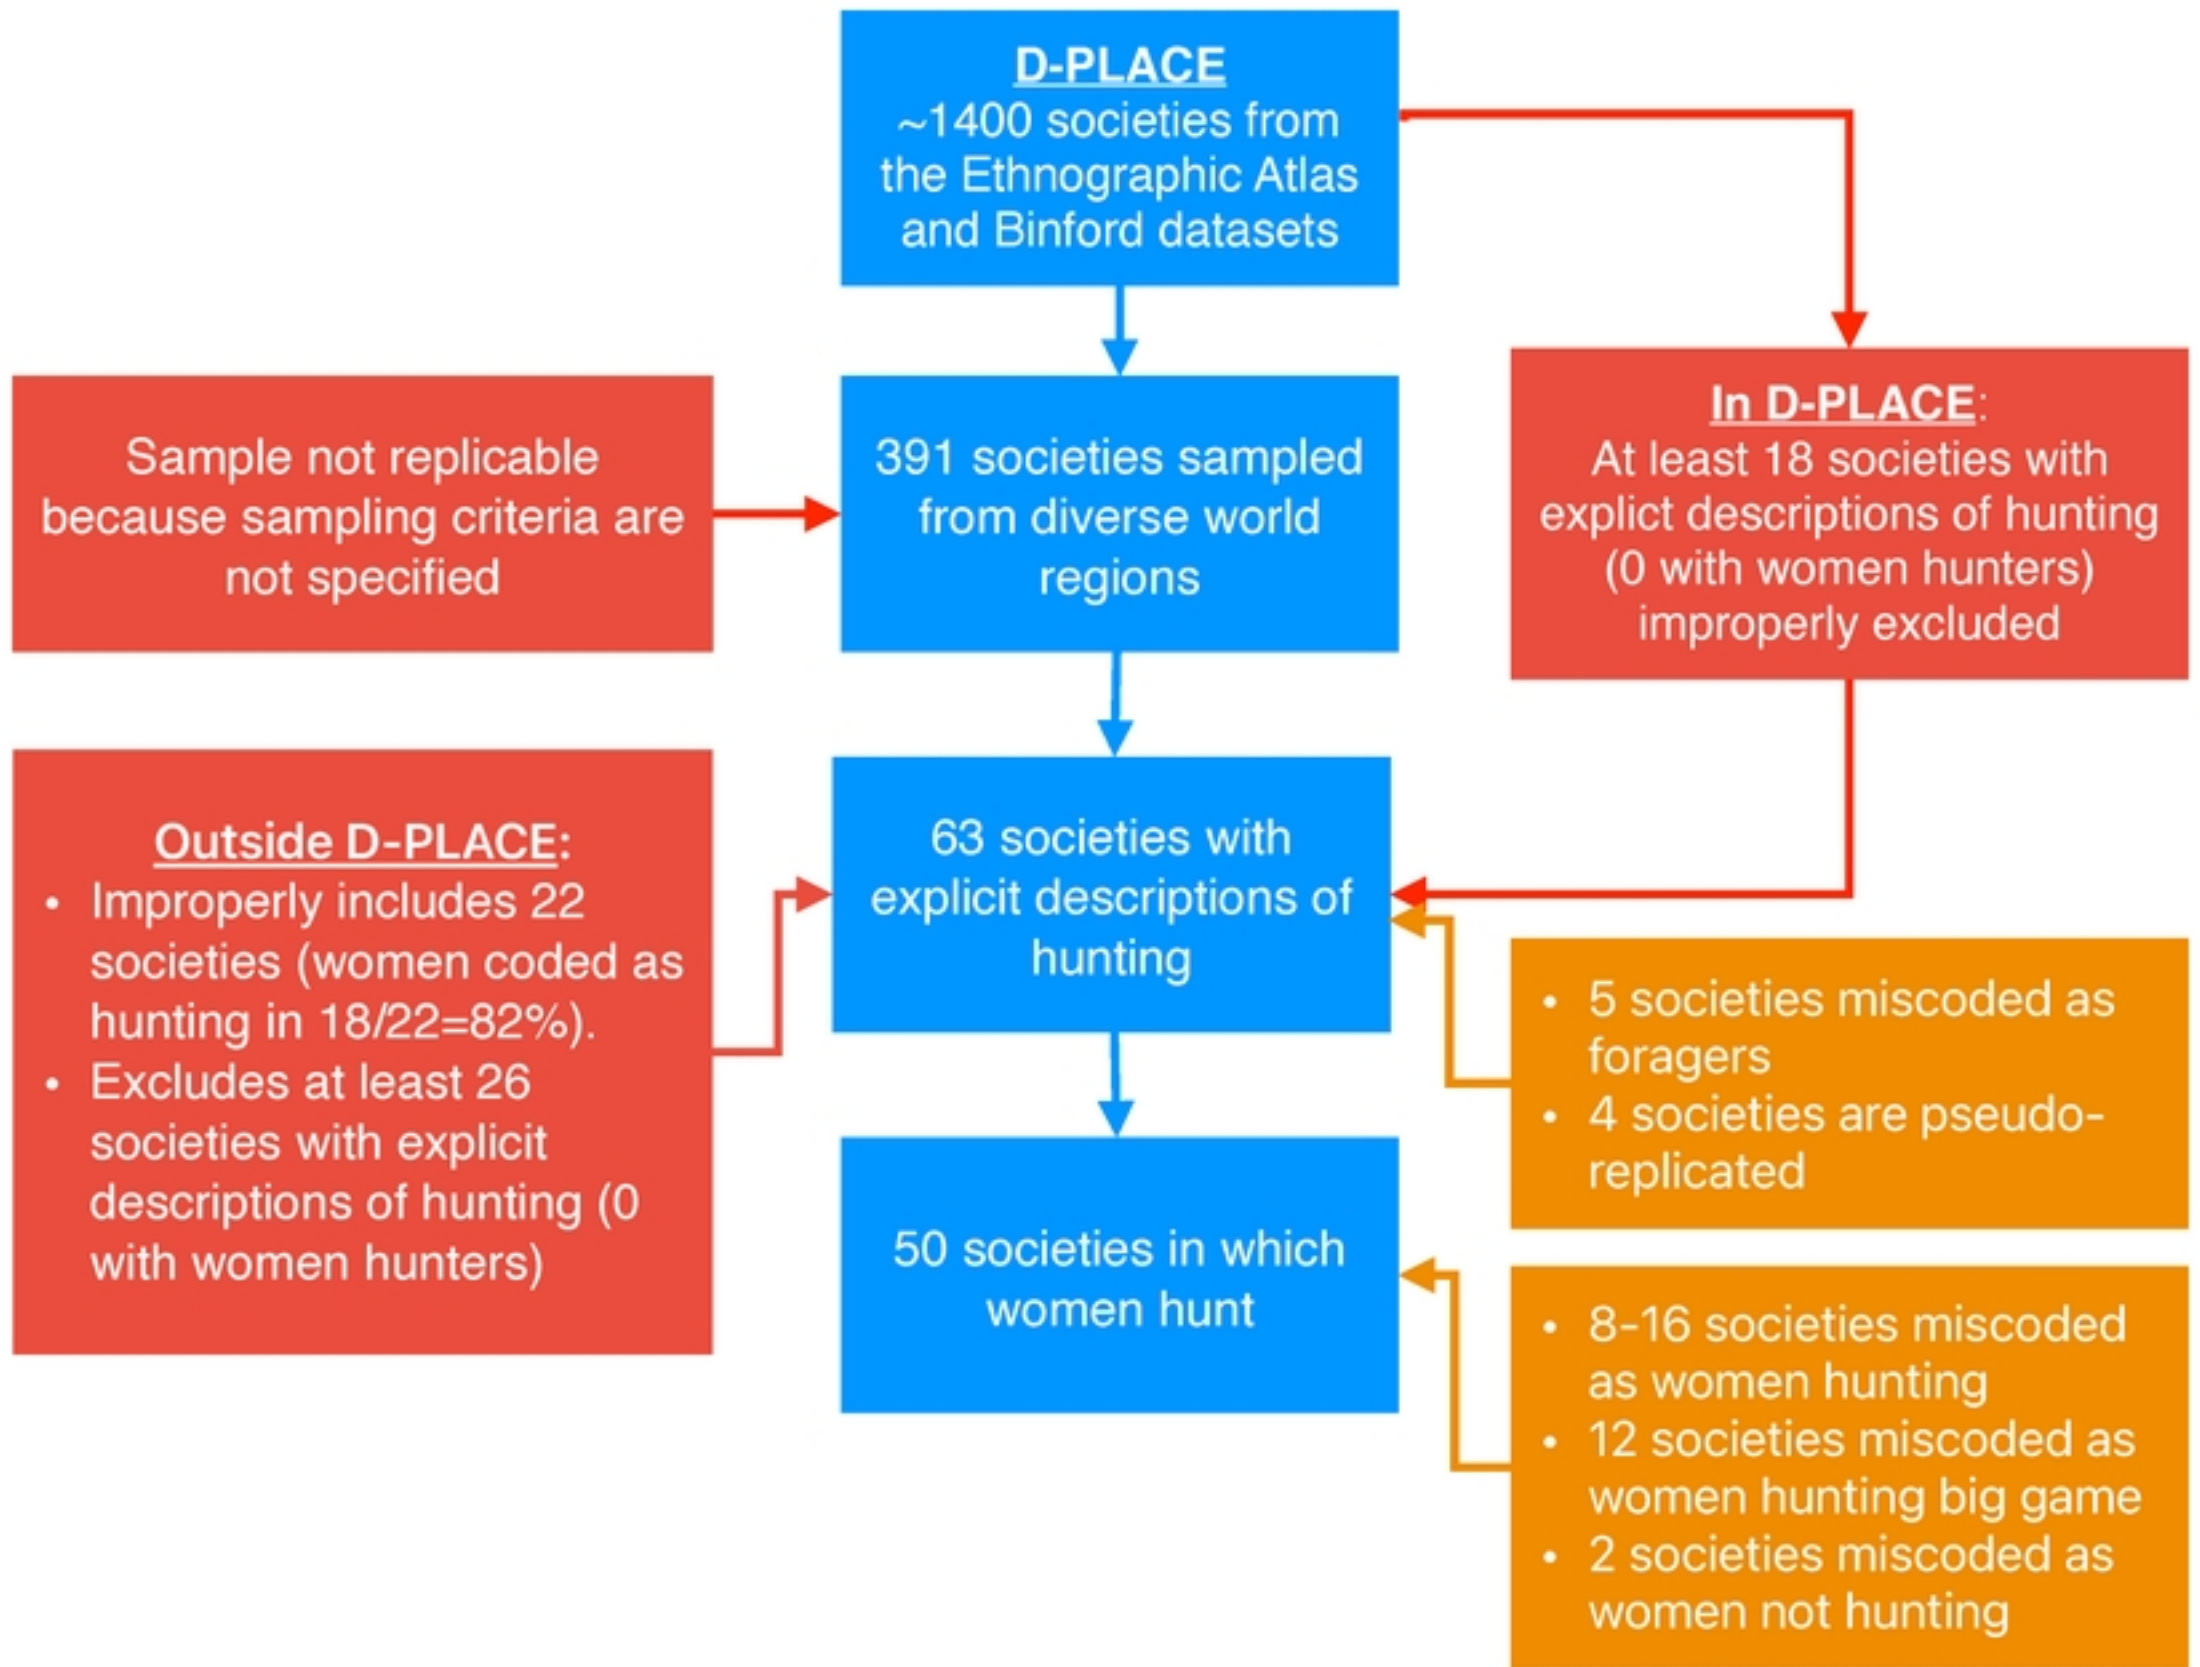 D-PLACE
~1400 societies from
the Ethnographic Atlas
and Binford datasets
Sample not replicable
because sampling criteria are
not specified
391 societies sampled
from diverse world
regions
In D-PLACE:
At least 18 societies with
explict descriptions of hunting
(0 with women hunters)
improperly excluded
Outside D-PLACE:
• Improperly includes 22
societies (women coded as
hunting in 18/22=82%).
• Excludes at least 26
societies with explicit
descriptions of hunting (0
with women hunters)
63 societies with
explicit descriptions of
hunting
• 5 societies miscoded as
foragers
• 4 societies are pseudo-
replicated
50 societies in which
women hunt
• 8-16 societies miscoded
as women hunting
• 12 societies miscoded as
women hunting big game
• 2 societies miscoded as
women not hunting